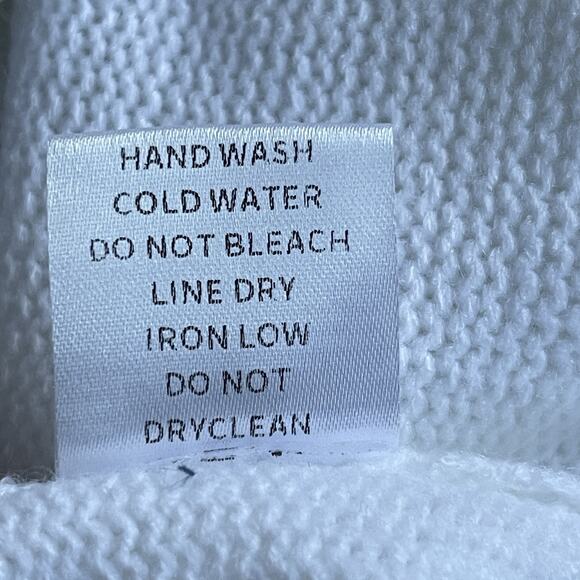 HAND WASH
COLD WATER
DO NOT BLEACH
LINE DRY
IRON LOW
DO NOT
DRYCLEAN